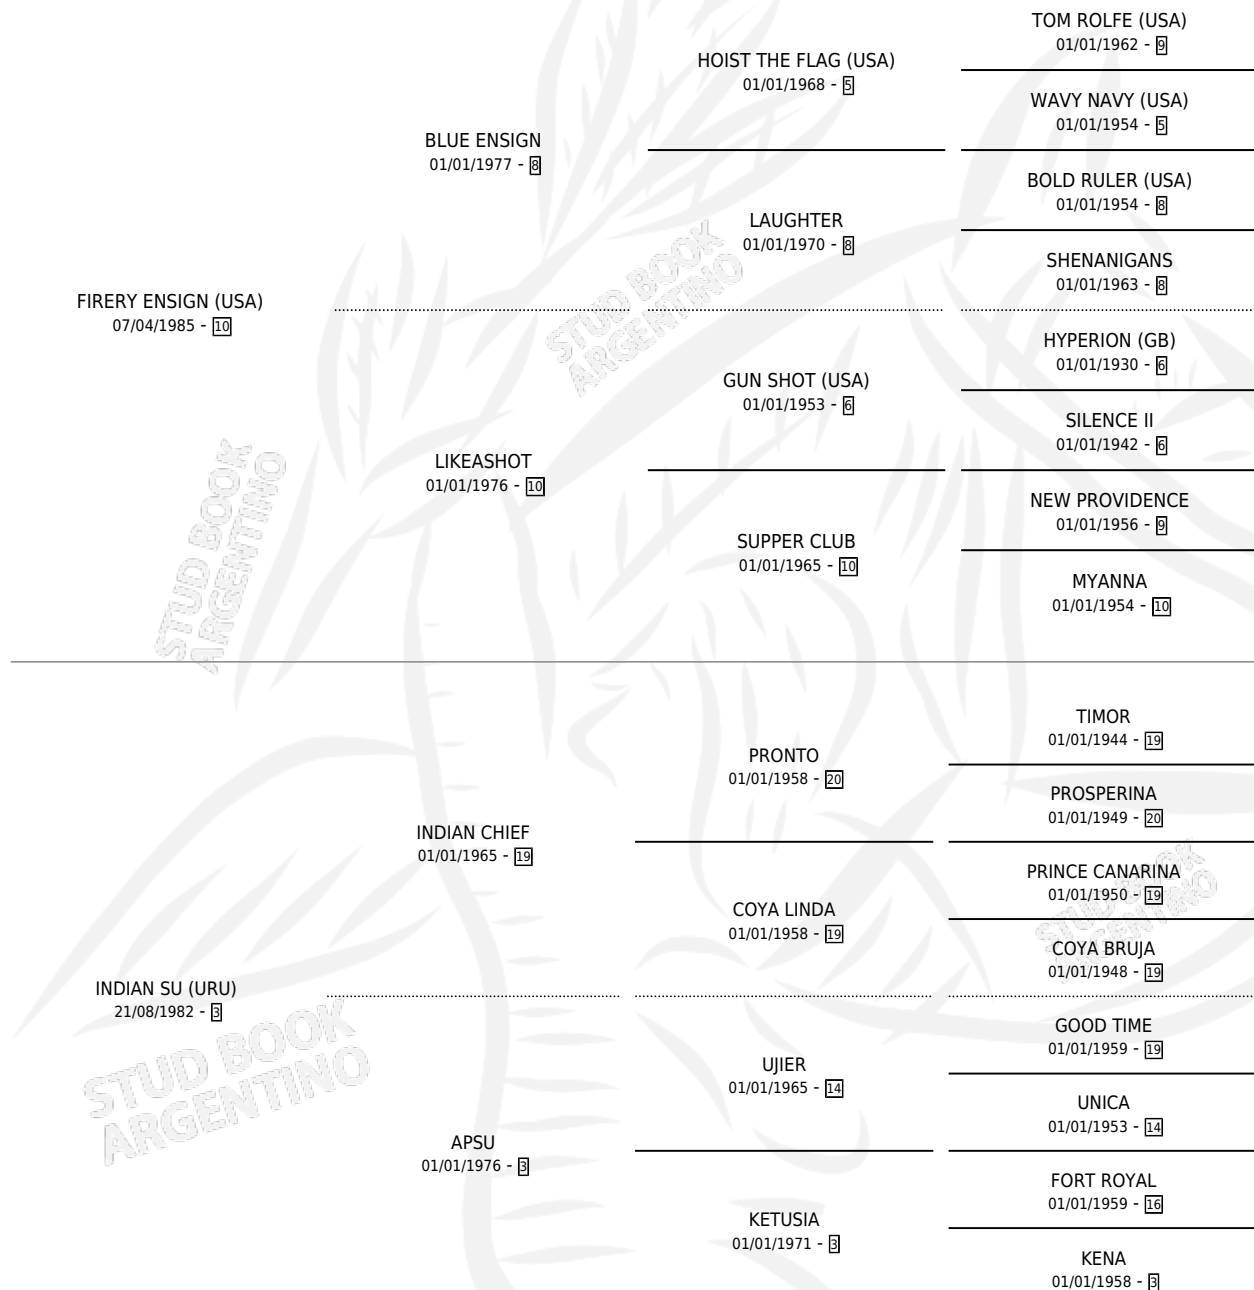 TOM ROLFE (USA)
01/01/1962 - 9
HOIST THE FLAG (USA)
01/01/1968 - 5
WAVY NAVY (USA)
01/01/1954 - 5
BLUE ENSIGN
01/01/1977 - 8
BOLD RULER (USA)
01/01/1954 - 8
LAUGHTER
01/01/1970 - 8
SHENANIGANS
01/01/1963 - 8
FIRERY ENSIGN (USA)
07/04/1985 - 10
HYPERION (GB)
01/01/1930 - 6
GUN SHOT (USA)
01/01/1953 - 6
SILENCE II
01/01/1942 - 6
LIKEASHOT
01/01/1976 - 10
NEW PROVIDENCE
01/01/1956 - 9
SUPPER CLUB
01/01/1965 - 10
MYANNA
01/01/1954 - 10
TIMOR
01/01/1944 - 19
PRONTO
01/01/1958 - 20
PROSPERINA
01/01/1949 - 20
INDIAN CHIEF
01/01/1965 - 19
PRINCE CANARINA
01/01/1950 - 19
COYA LINDA
01/01/1958 - 19
COYA BRUJA
01/01/1948 - 19
INDIAN SU (URU)
21/08/1982 - 3
GOOD TIME
01/01/1959 - 19
UJIER
01/01/1965 - 14
UNICA
01/01/1953 - 14
APSU
01/01/1976 - 3
FORT ROYAL
01/01/1959 - 16
KETUSIA
01/01/1971 - 3
KENA
01/01/1958 - 3
STUD BOOK
ARGENTINO
STUD BOOK
ARGENTINO
STUD BOOK
ARGENTINO
STUD BOOK
ARGENTINO